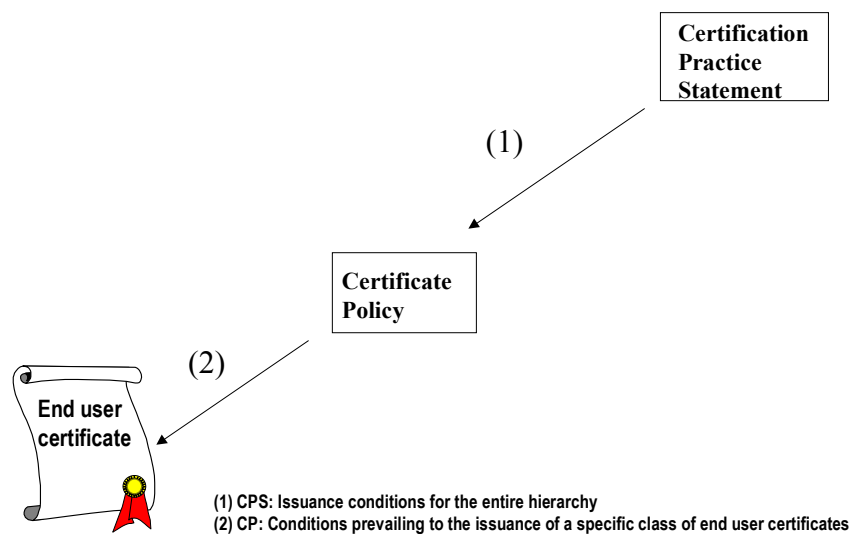 Certification
Practice
Statement
(1)
Certificate
Policy
(2)
End user
certificate
(1) CPS: Issuance conditions for the entire hierarchy
(2) CP: Conditions prevailing to the issuance of a specific class of end user certificates